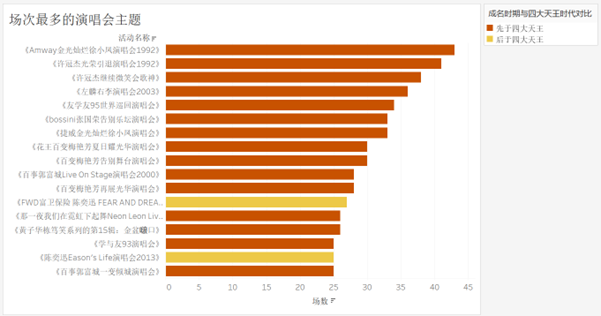 场次最多的演唱会主题
活动名称
《Amway金光灿烂徐小凤演唱会1992》
《许冠杰光荣引退演唱会1992》
《许冠杰继续微笑会歌神》
《左麟右李演唱会2003》
《友学友95世界巡回演唱会》
《bossini张国荣告别乐坛演唱会》
《捷威金光灿烂徐小凤演唱会》
《花王百变梅艳芳夏日耀光华演唱会》
《百变梅艳芳告别舞台演唱会》
《百事郭富城Live On Stage演唱会2000》
《百变梅艳芳再展光华演唱会》
《FWD富卫保险 陈奕迅 FEAR AND DREA..
《那一夜我们在霓虹下起舞Neon Leon Liv..
《黄子华栋笃笑系列的第15辑：金盆 口》
《学与友93演唱会》
《陈奕迅Eason's Life演唱会2013》
《百事郭富城一变倾城演唱会》
0 5 10 15 20 25 30 35 40 45
场数
成名时期与四大天王时代对比
先于四大天王
后于四大天王